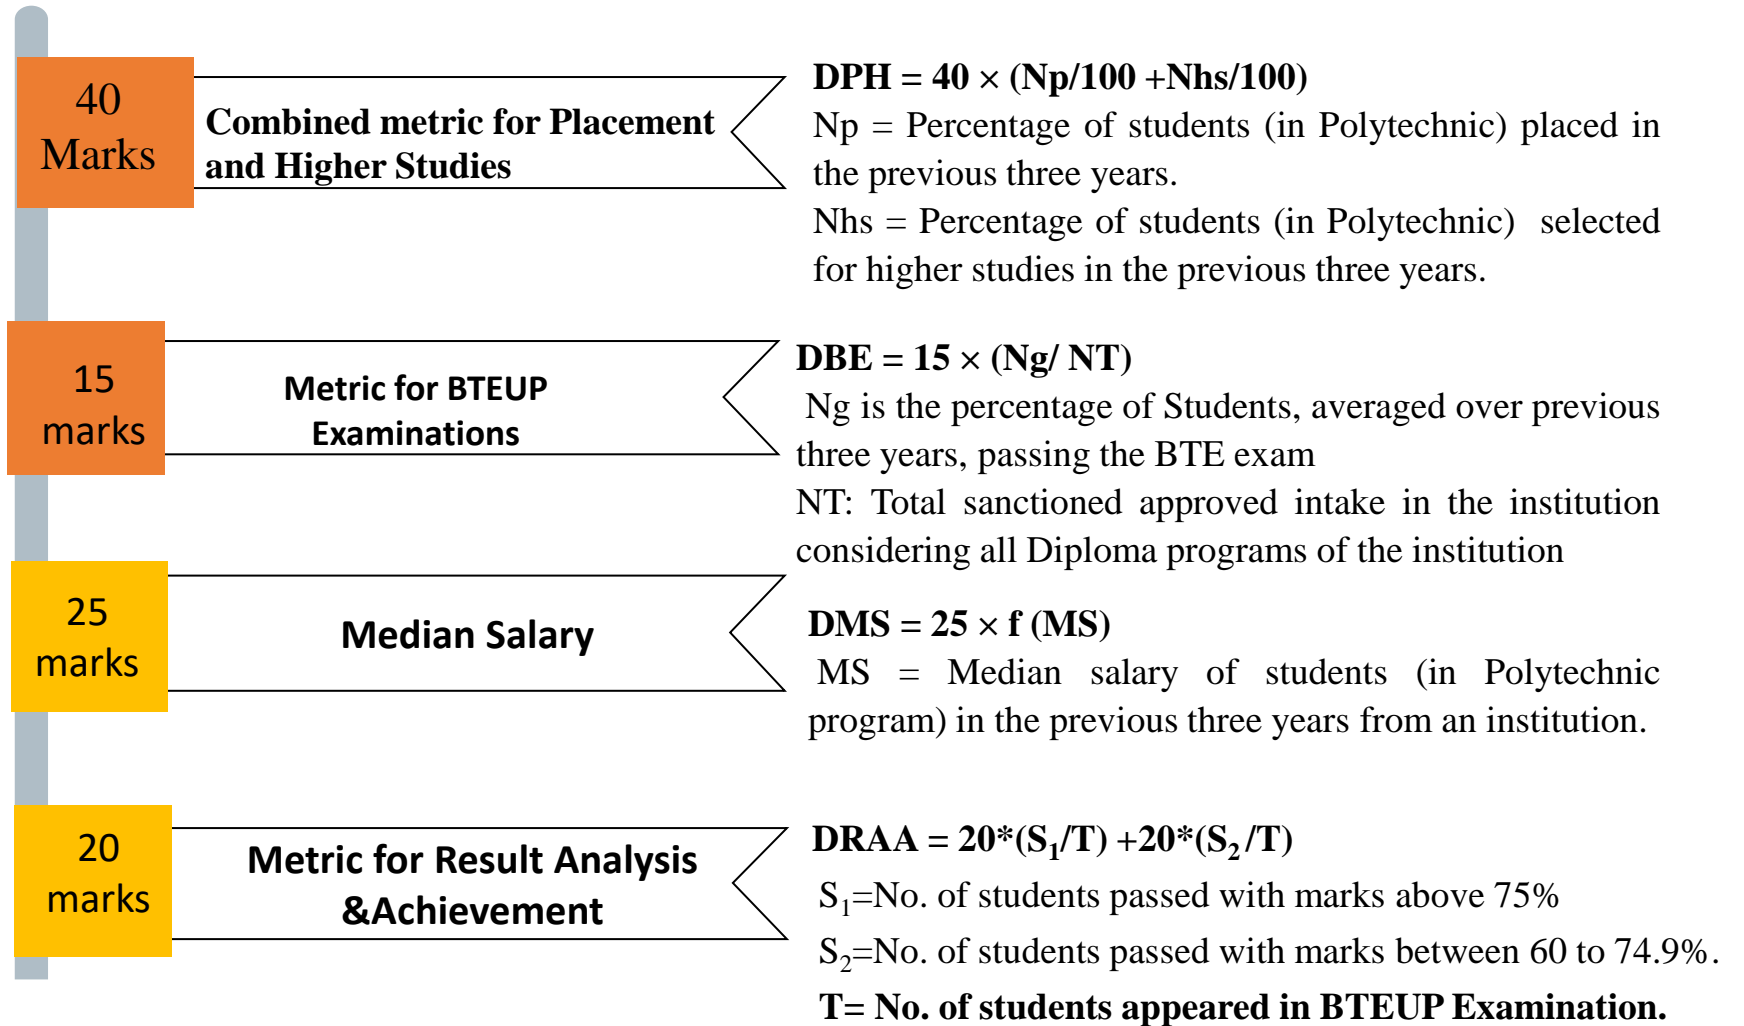 40
Marks
Combined metric for Placement
and Higher Studies
DPH = 40 × (Np/100 +Nhs/100)
Np = Percentage of students (in Polytechnic) placed in
the previous three years.
Nhs = Percentage of students (in Polytechnic) selected
for higher studies in the previous three years.
15
marks
Metric for BTEUP
Examinations
DBE = 15 × (Ng/ NT)
Ng is the percentage of Students, averaged over previous
three years, passing the BTE exam
NT: Total sanctioned approved intake in the institution
considering all Diploma programs of the institution
25
marks
Median Salary
DMS = 25 × f (MS)
MS = Median salary of students (in Polytechnic
program) in the previous three years from an institution.
20
marks
Metric for Result Analysis
&Achievement
DRAA = 20*(S₁/T) +20*(S₂/T)
S₁=No. of students passed with marks above 75%
S₂=No. of students passed with marks between 60 to 74.9%.
T= No. of students appeared in BTEUP Examination.